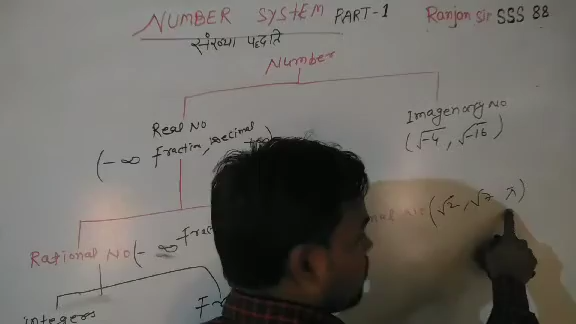 NUMBER SYSTEM PART-1 Ranjan Sir SSS 88
संख्या पद्धति
Number
Real No Imagenary No
(-∞ Fraction, Decimal (√-4, √-16)
Rational No (-∞ (√2, √7 π)
integers